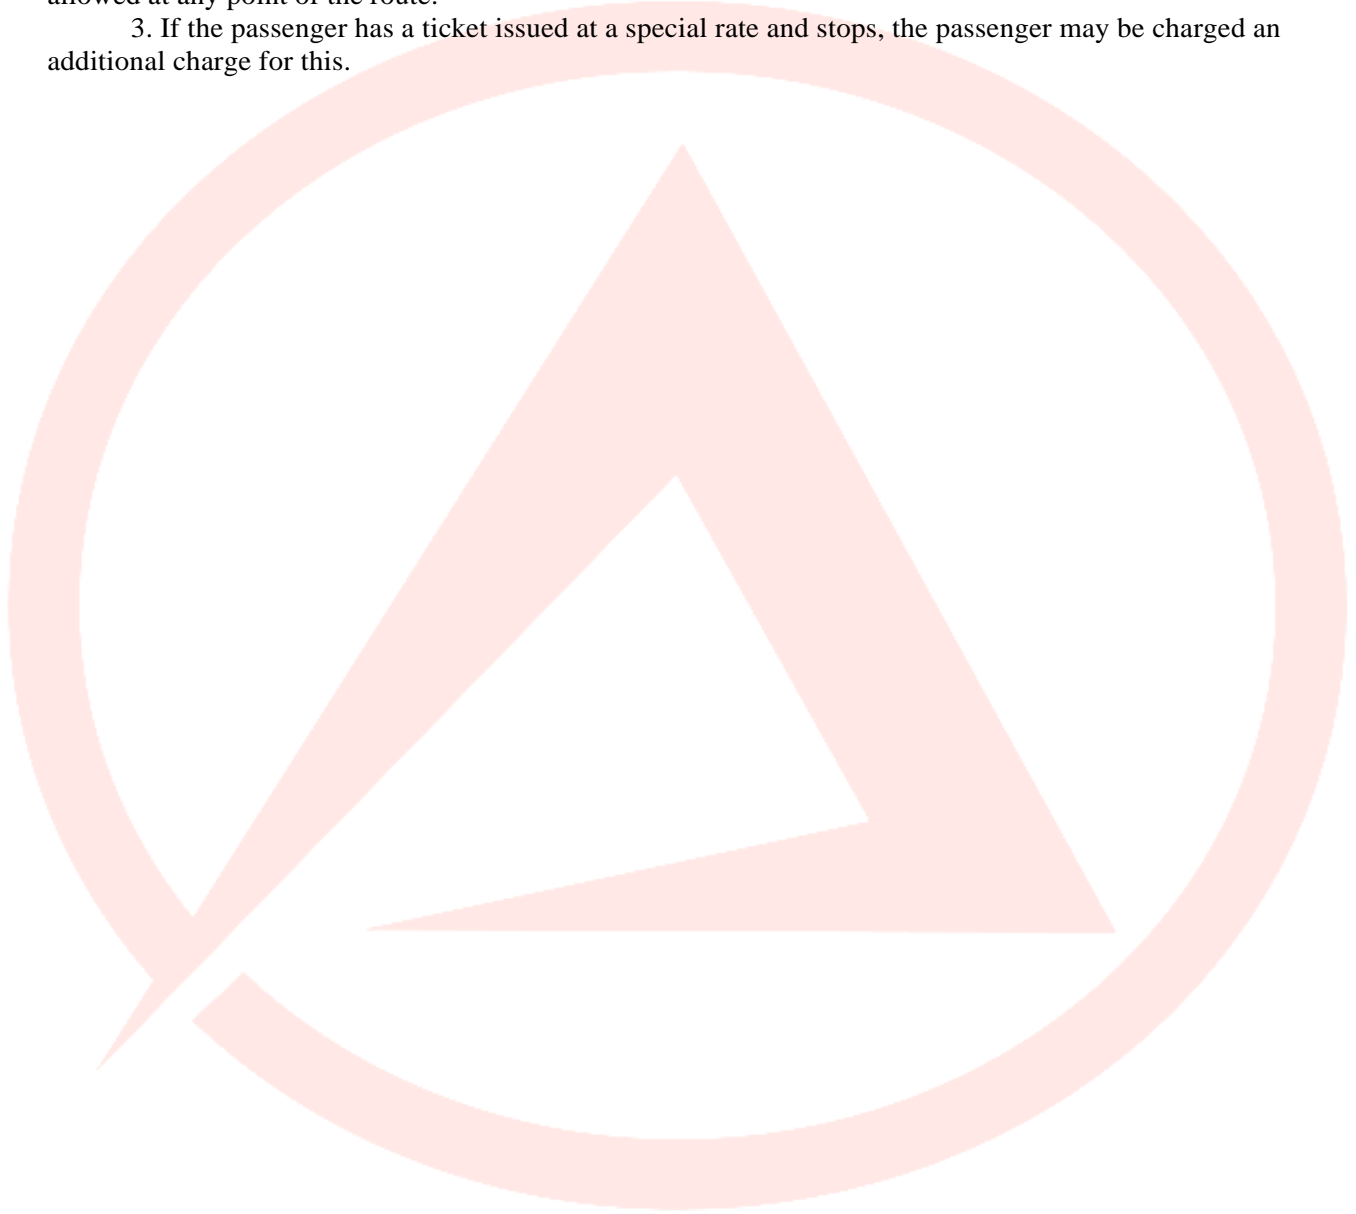 allowed at any point of the route.
3. If the passenger has a ticket issued at a special rate and stops, the passenger may be charged an
additional charge for this.